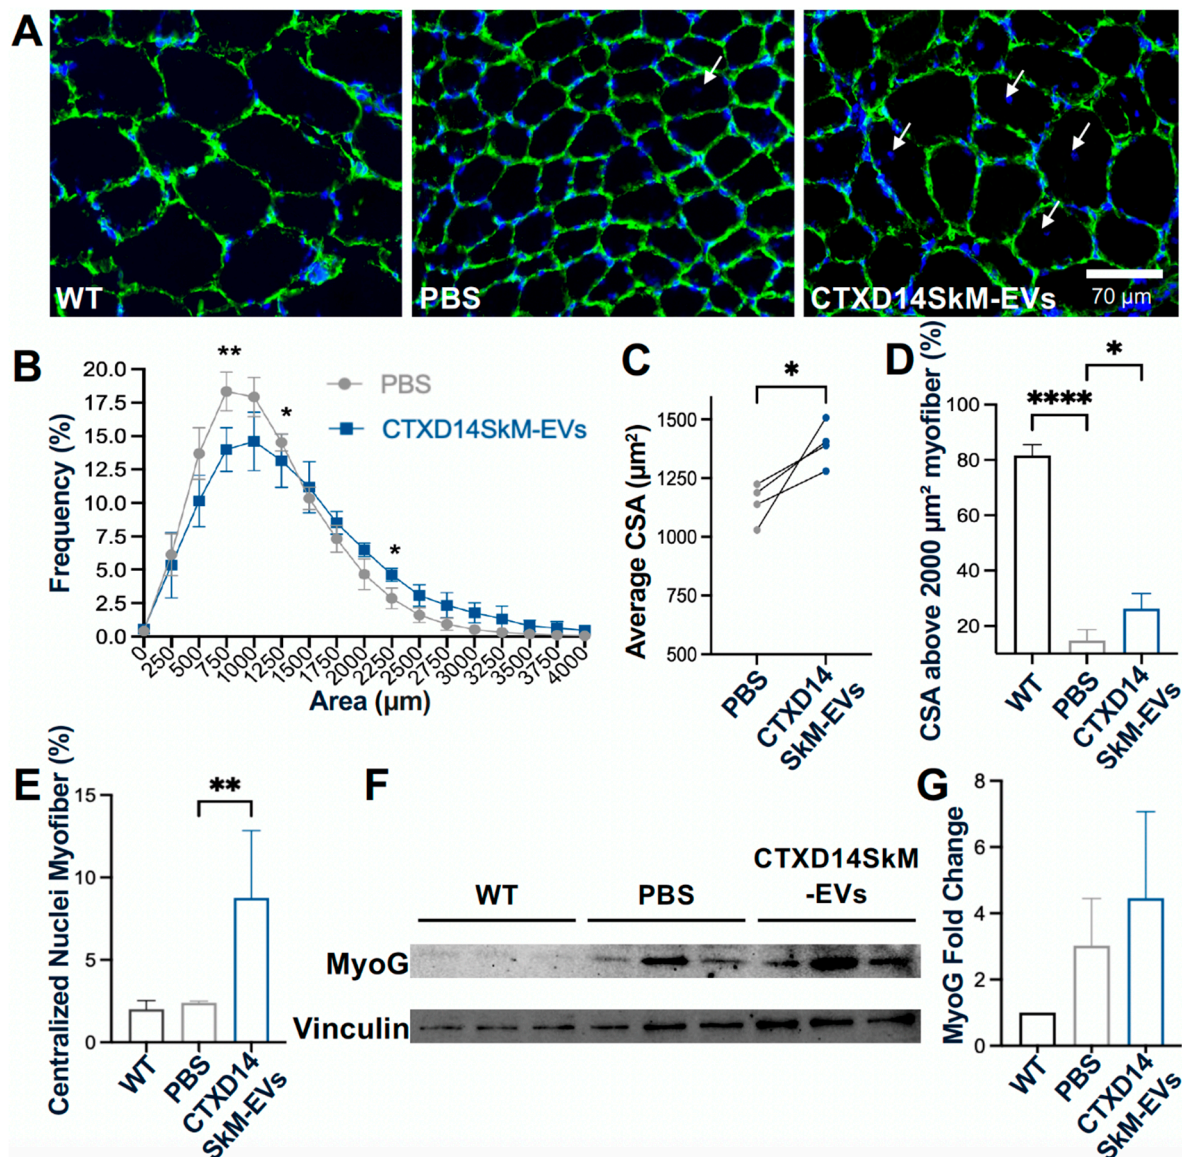 A
WT
PBS
CTXD14SkM-EVs
70 µm
B
Frequency (%)
20.0
17.5
15.0
12.5
10.0
7.5
5.0
2.5
0.0
**
*
*
PBS
CTXD14SkM-EVs
0
250
500
750
1000
1250
1500
1750
2000
2250
2500
2750
3000
3250
3500
3750
4000
Area (µm)
C
Average CSA (µm²)
1500
1250
1000
750
500
*
PBS
CTXD14
SkM-EVs
D
CSA above 2000 µm² myofiber (%)
100
80
60
40
20
****
*
WT
PBS
CTXD14
SkM-EVs
E
Centralized Nuclei Myofiber (%)
15
10
5
0
**
WT
PBS
CTXD14
SkM-EVs
F
WT
PBS
CTXD14SkM
-EVs
MyoG
Vinculin
G
MyoG Fold Change
8
6
4
2
0
WT
PBS
CTXD14
SkM-EVs